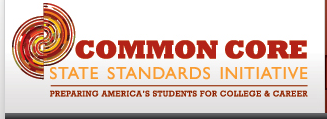 COMMON CORE
STATE STANDARDS INITIATIVE
PREPARING AMERICA'S STUDENTS FOR COLLEGE & CAREER